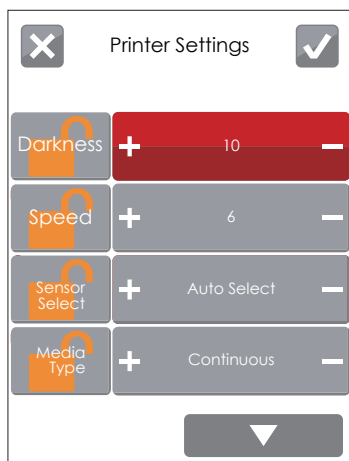 Printer Settings
Darkness
10
Speed
6
Sensor
Select
Auto Select
Media
Type
Continuous